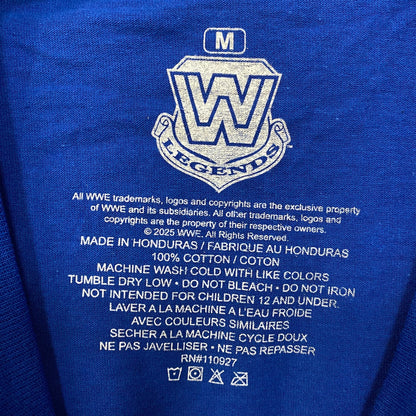 M
W
LEGENDS
All WWE trademarks, logos and copyrights are the exclusive property
of WWE and its subsidiaries. All other trademarks, logos and
copyrights are the property of their respective owners.
© 2025 WWE. All Rights Reserved.
MADE IN HONDURAS / FABRIQUE AU HONDURAS
100% COTTON / COTON
MACHINE WASH COLD WITH LIKE COLORS
TUMBLE DRY LOW • DO NOT BLEACH • DO NOT IRON
NOT INTENDED FOR CHILDREN 12 AND UNDER.
LAVER A LA MACHINE A L'EAU FROIDE
AVEC COULEURS SIMILAIRES
SECHER A LA MACHINE CYCLE DOUX
NE PAS JAVELLISER • NE PAS REPASSER
RN#110927